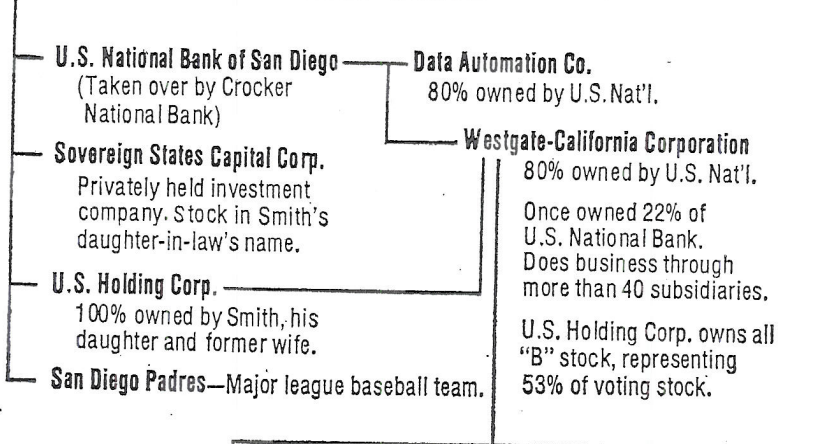 U.S. National Bank of San Diego
(Taken over by Crocker
National Bank)
Sovereign States Capital Corp.
Privately held investment
company. Stock in Smith's
daughter-in-law's name.
U.S. Holding Corp.
100% owned by Smith, his
daughter and former wife.
San Diego Padres—Major league baseball team.
Data Automation Co.
80% owned by U.S. Nat'l.
Westgate-California Corporation
80% owned by U.S. Nat'l.
Once owned 22% of
U.S. National Bank.
Does business through
more than 40 subsidiaries.
U.S. Holding Corp. owns all
“B” stock, representing
53% of voting stock.